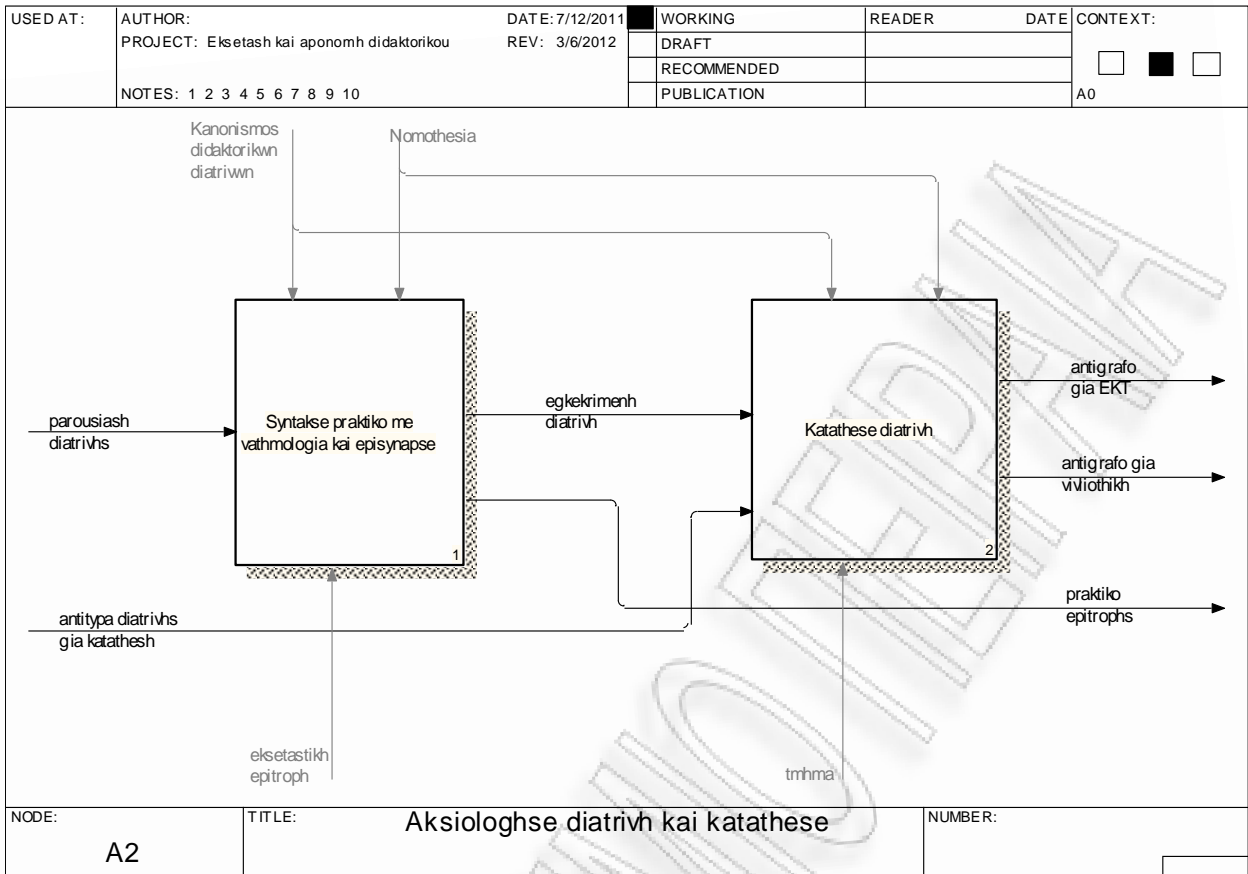 USED AT:
AUTHOR:
DATE: 7/12/2011
PROJECT: Eksetash kai aponomh didaktorikou
REV: 3/6/2012
NOTES: 1 2 3 4 5 6 7 8 9 10
WORKING
DRAFT
RECOMMENDED
PUBLICATION
READER
DATE
CONTEXT:
A0
Kanonismos
didaktorikwn
diatrivwn
Nomothesia
parousiash
diatrivhs
Syntakse praktiko me
vathmologia kai episynapse
1
egkekrimenh
diatrivh
Katathese diatrivh
2
antigrafo
gia EKT
antigrafo gia
vivliothikh
antitypa diatrivhs
gia katathesh
praktiko
epitrophs
eksetastikh
epitroph
tmhma
NODE:
A2
TITLE:
Aksiologhse diatrivh kai katathese
NUMBER: